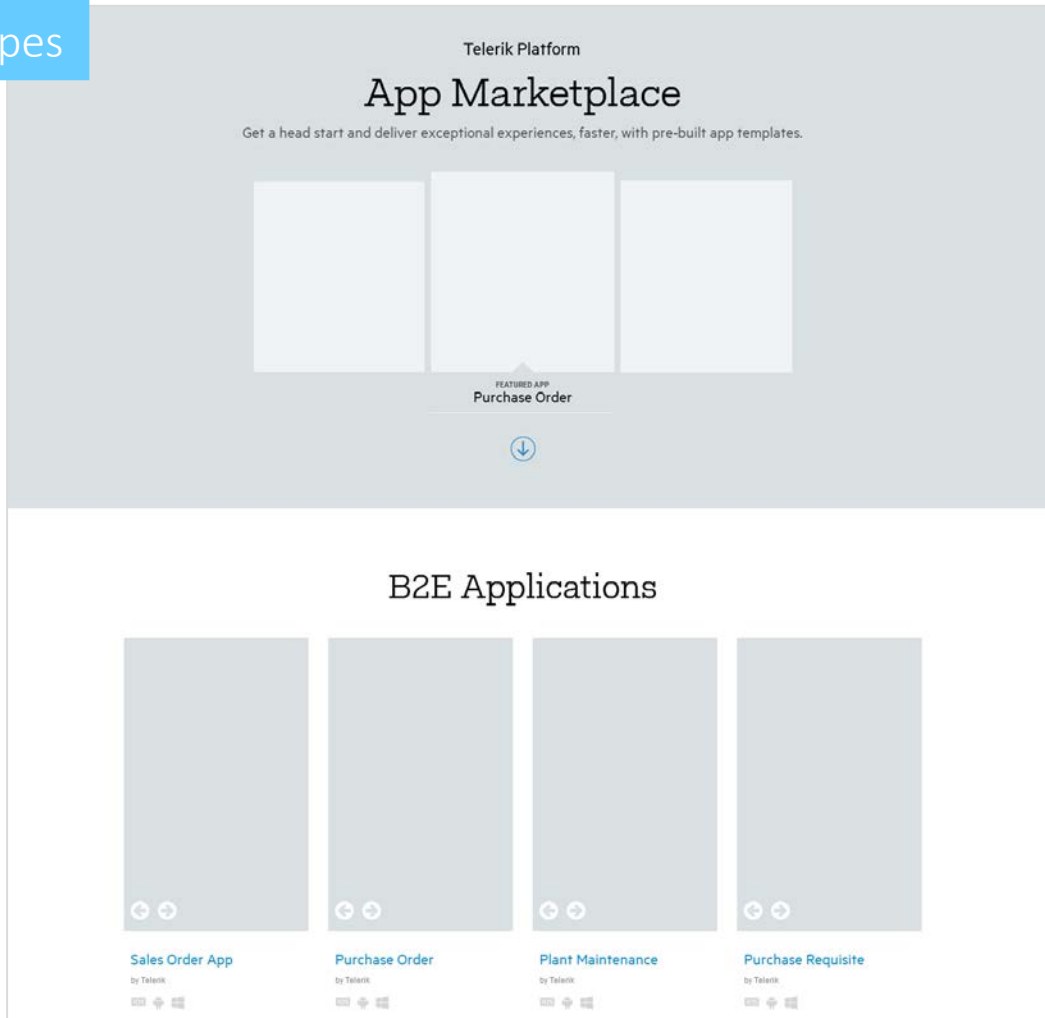 pes
Telerik Platform
App Marketplace
Get a head start and deliver exceptional experiences, faster, with pre-built app templates.
FEATURED APP
Purchase Order
B2E Applications
Sales Order App
by Telerik
Purchase Order
by Telerik
Plant Maintenance
by Telerik
Purchase Requisite
by Telerik